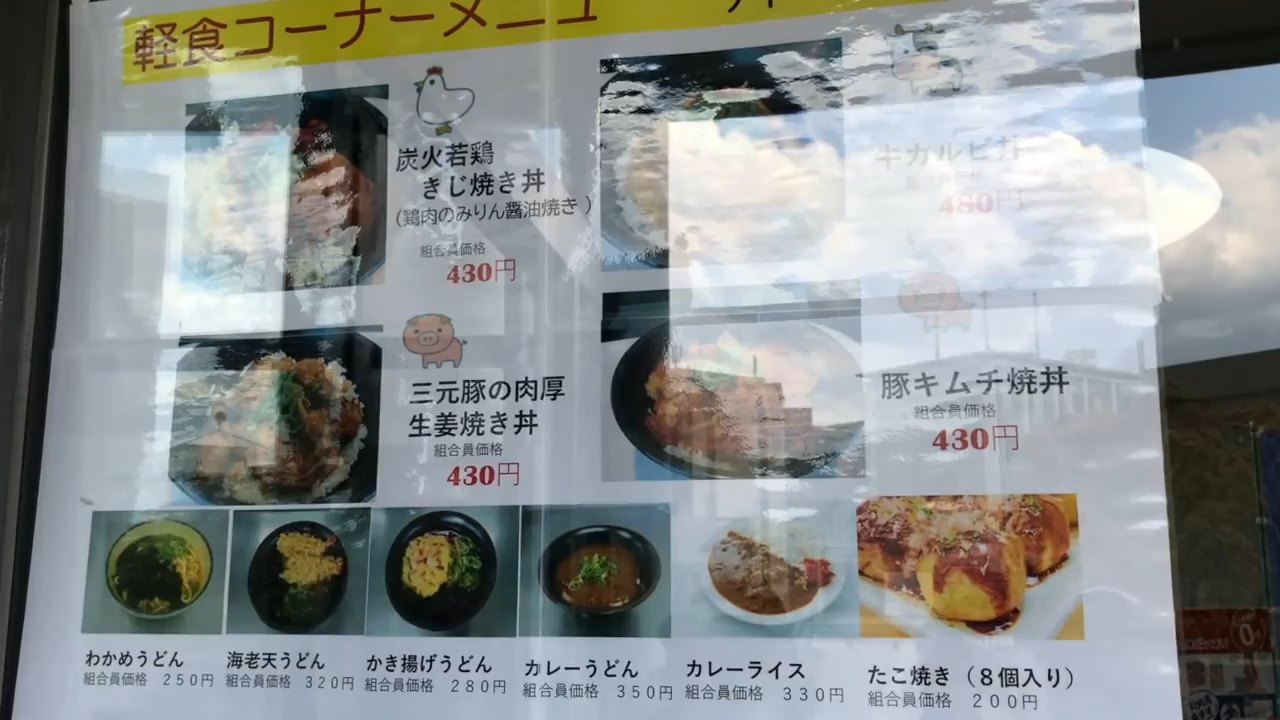 軽食コーナーメニュー
炭火若鶏
きじ焼き丼
（鶏肉のみりん醤油焼き）
組合員価格
430円
牛カルビ丼
480円
三元豚の肉厚
生姜焼き丼
組合員価格
430円
豚キムチ焼丼
組合員価格
430円
わかめうどん
組合員価格 250円
海老天うどん
組合員価格 320円
かき揚げうどん
組合員価格 280円
カレーうどん
組合員価格 350円
カレーライス
組合員価格 330円
たこ焼き（8個入り）
組合員価格 200円